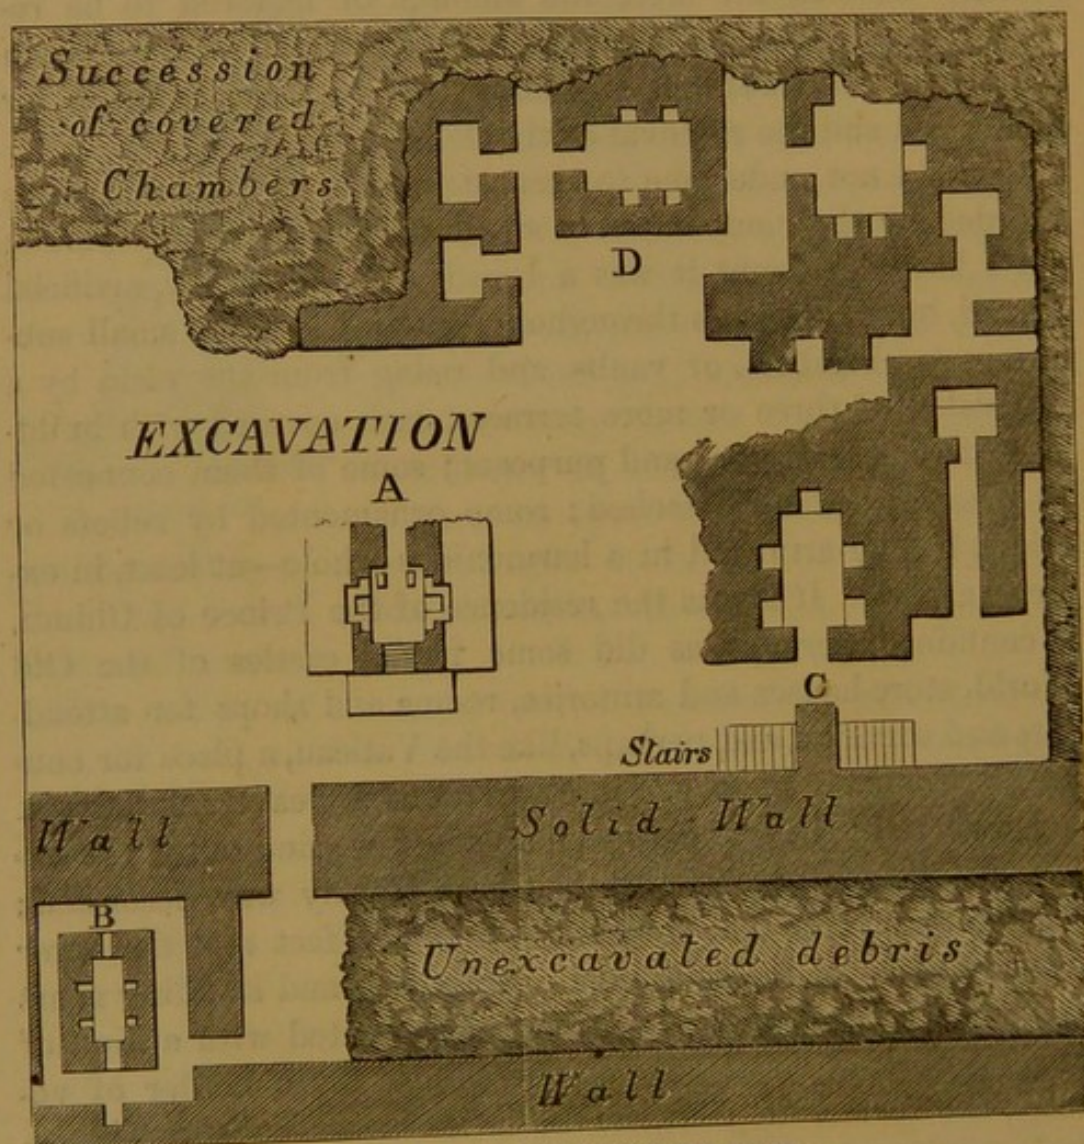 Succession
of covered
Chambers
D
EXCAVATION
A
C
Stairs
Wall
Solid Wall
B
Unexcavated debris
Wall